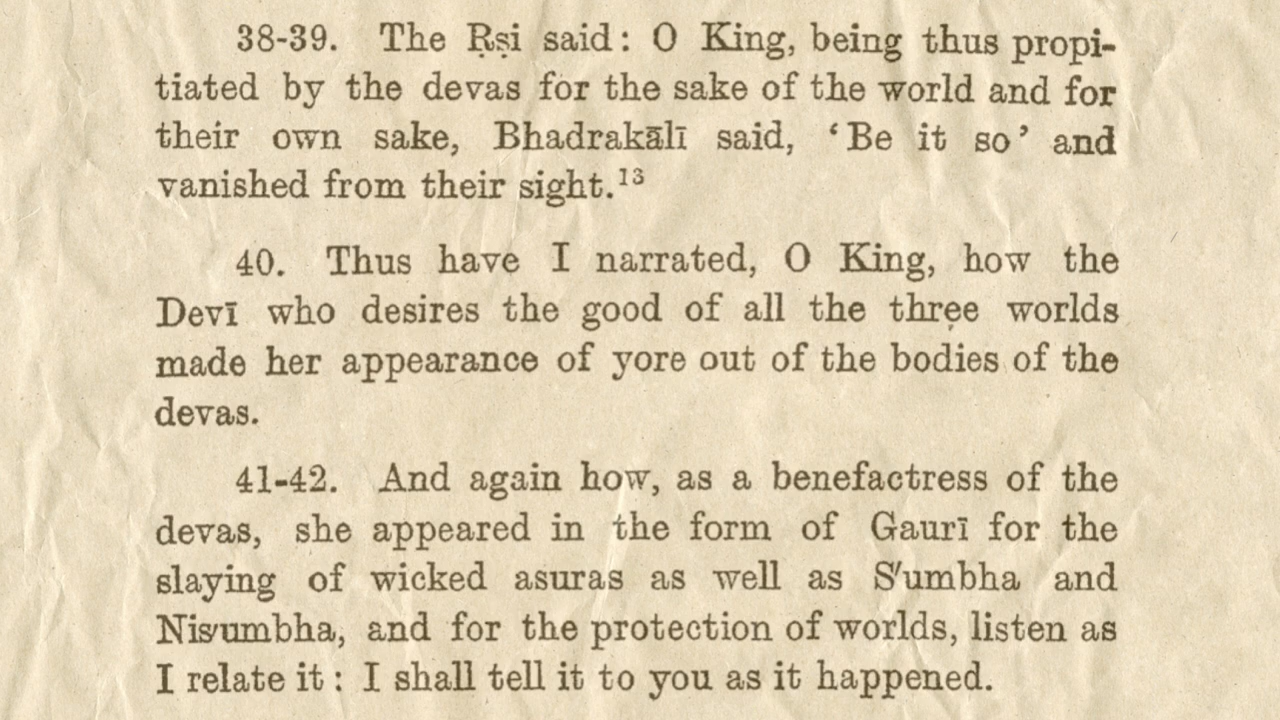 38-39. The Ṛṣi said: O King, being thus propi-
tiated by the devas for the sake of the world and for
their own sake, Bhadrakālī said, ‘Be it so’ and
vanished from their sight.¹³
40. Thus have I narrated, O King, how the
Devī who desires the good of all the three worlds
made her appearance of yore out of the bodies of the
devas.
41-42. And again how, as a benefactress of the
devas, she appeared in the form of Gaurī for the
slaying of wicked asuras as well as S'umbha and
Nis'umbha, and for the protection of worlds, listen as
I relate it : I shall tell it to you as it happened.